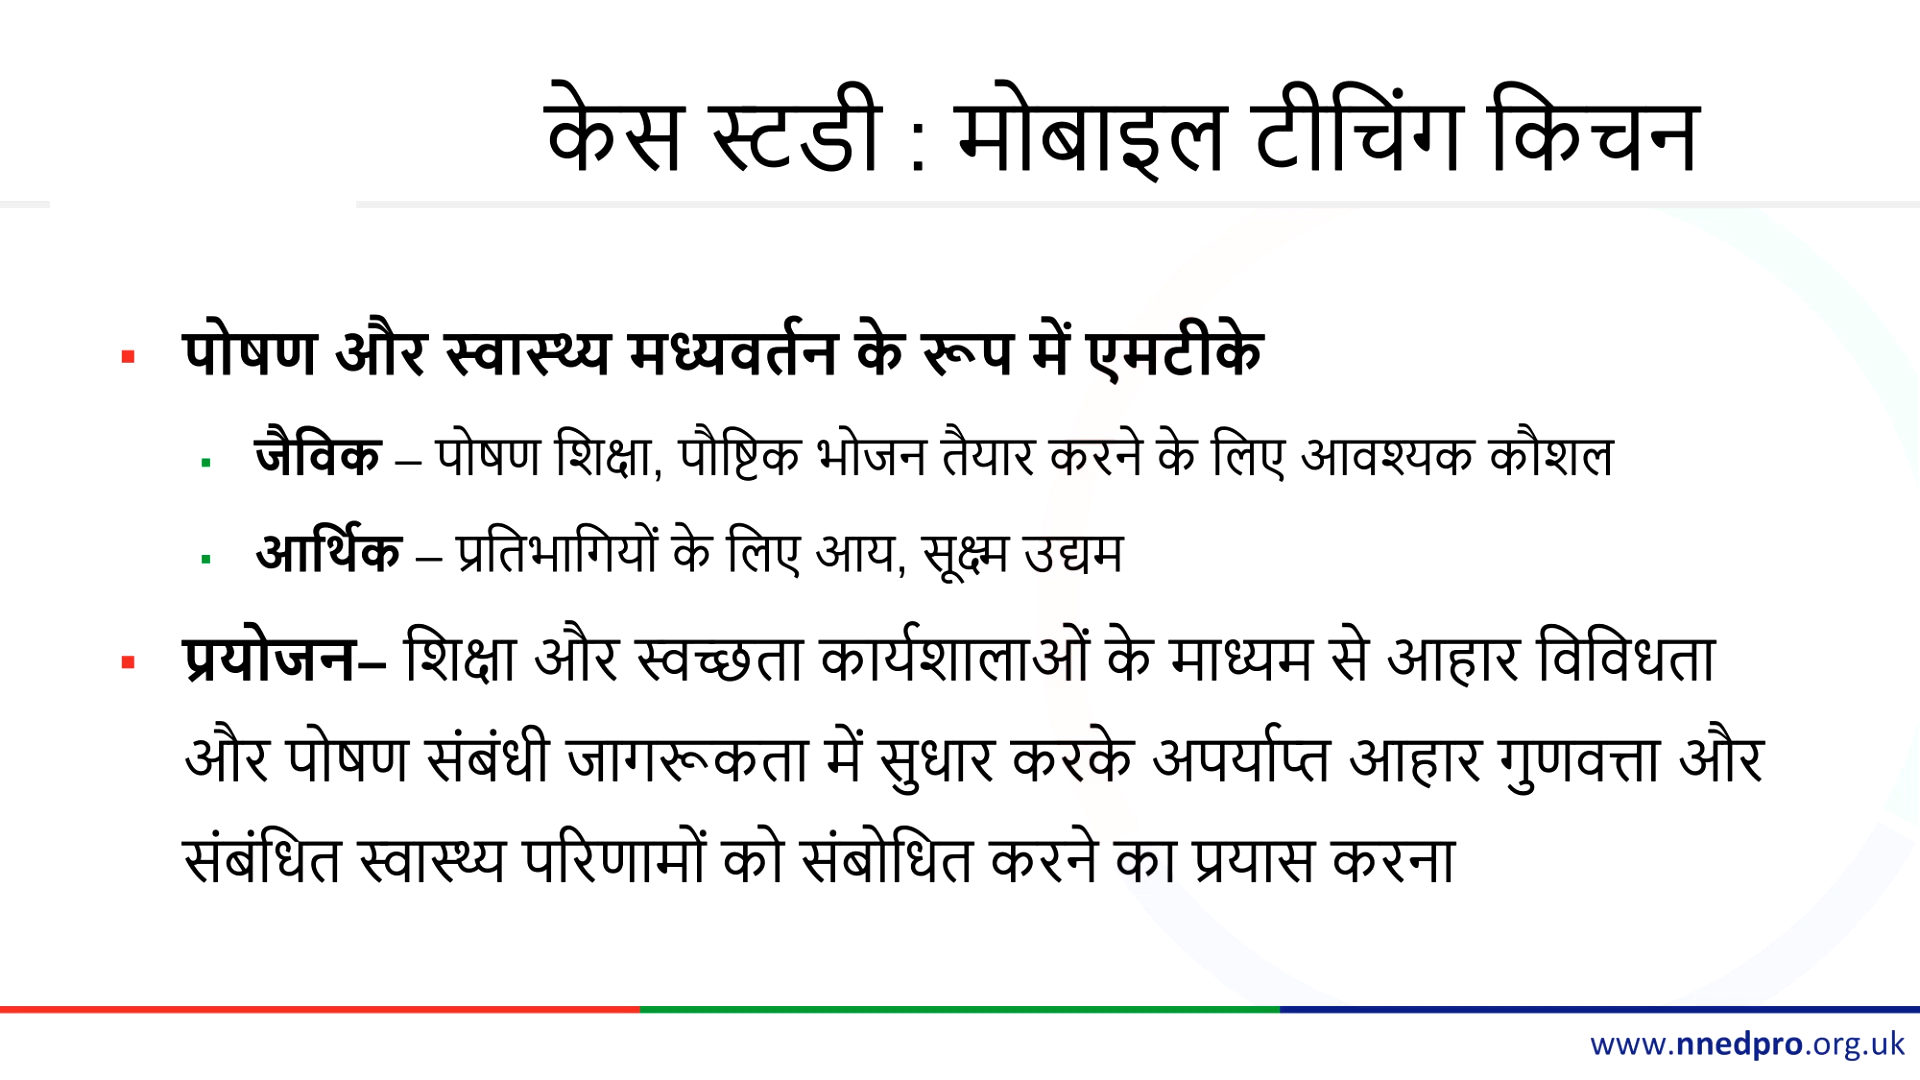 केस स्टडी : मोबाइल टीचिंग किचन
▪ पोषण और स्वास्थ्य मध्यवर्तन के रूप में एमटीके
▪ जैविक – पोषण शिक्षा, पौष्टिक भोजन तैयार करने के लिए आवश्यक कौशल
▪ आर्थिक – प्रतिभागियों के लिए आय, सूक्ष्म उद्यम
▪ प्रयोजन– शिक्षा और स्वच्छता कार्यशालाओं के माध्यम से आहार विविधता
और पोषण संबंधी जागरूकता में सुधार करके अपर्याप्त आहार गुणवत्ता और
संबंधित स्वास्थ्य परिणामों को संबोधित करने का प्रयास करना
www.nnedpro.org.uk